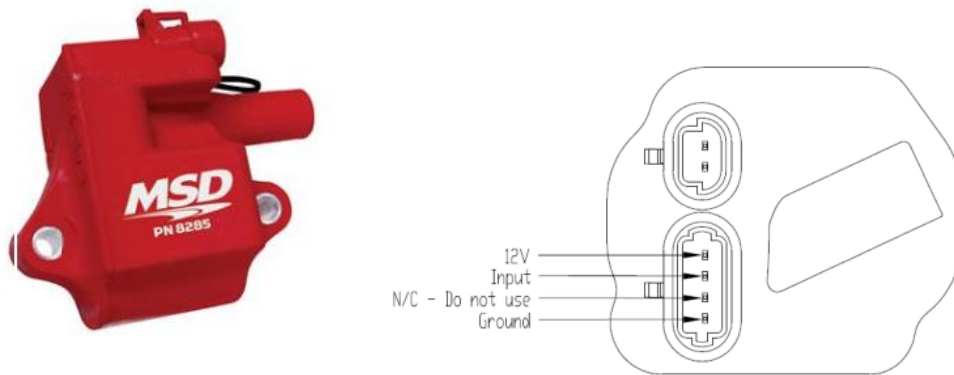 MSD
PN 8285
12V
Input
N/C - Do not use
Ground